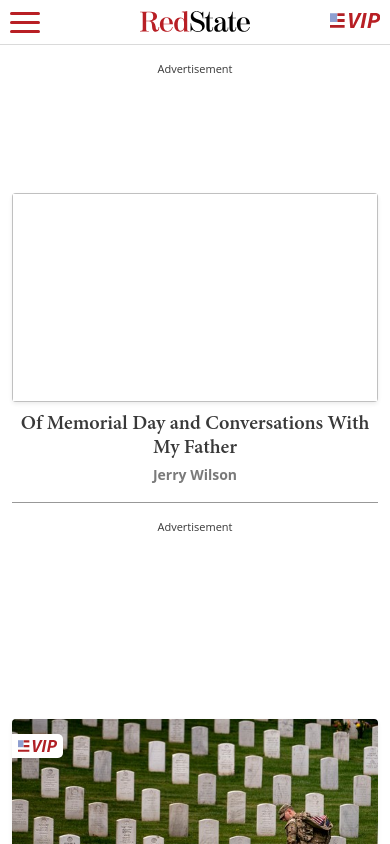 RedState
VIP
Advertisement
Of Memorial Day and Conversations With
My Father
Jerry Wilson
Advertisement
VIP